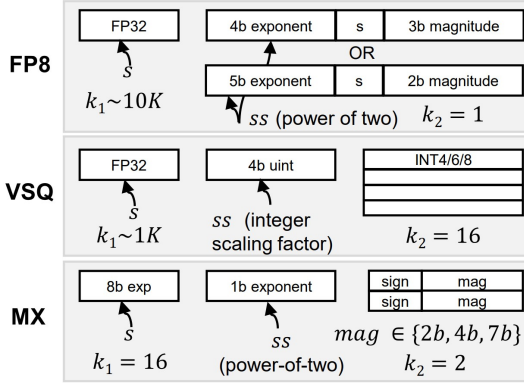 FP8
FP32
4b exponent s 3b magnitude
OR
5b exponent s 2b magnitude
s
k₁~10K
ss (power of two)
k₂ = 1
VSQ
FP32
4b uint
INT4/6/8
s
k₁~1K
ss (integer
scaling factor)
k₂ = 16
MX
8b exp
1b exponent
sign mag
sign mag
s
k₁ = 16
ss
(power-of-two)
mag ∈ {2b, 4b, 7b}
k₂ = 2